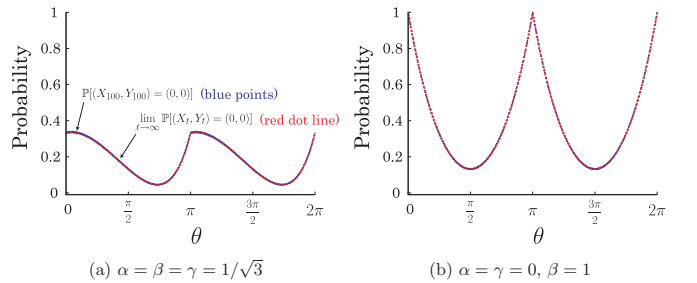 Probability
1
0.8
0.6
0.4
0.2
0
ℙ[(X₁₀₀, Y₁₀₀) = (0, 0)] (blue points)
lim ℙ[(Xₜ, Yₜ) = (0, 0)] (red dot line)
t→∞
0 π/2 π 3π/2 2π
θ
(a) α = β = γ = 1/√3
Probability
1
0.8
0.6
0.4
0.2
0
0 π/2 π 3π/2 2π
θ
(b) α = γ = 0, β = 1